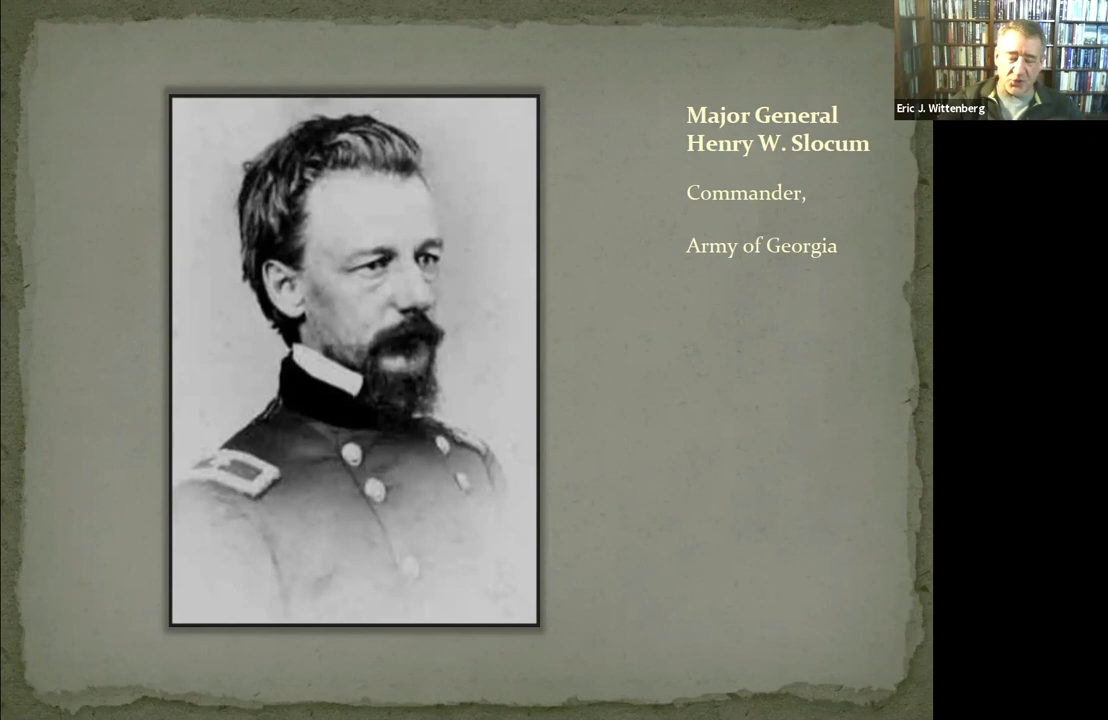 Major General
Henry W. Slocum
Commander,
Army of Georgia
Eric J. Wittenberg